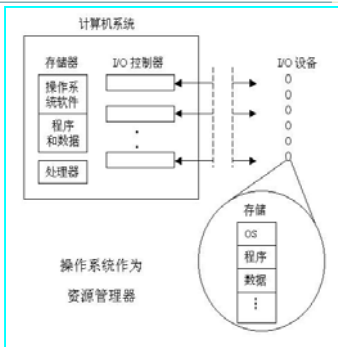 计算机系统
存储器
I/O 控制器
I/O 设备
操作系
统软件
程序
和数据
处理器
存储
OS
程序
数据
操作系统作为
资源管理器